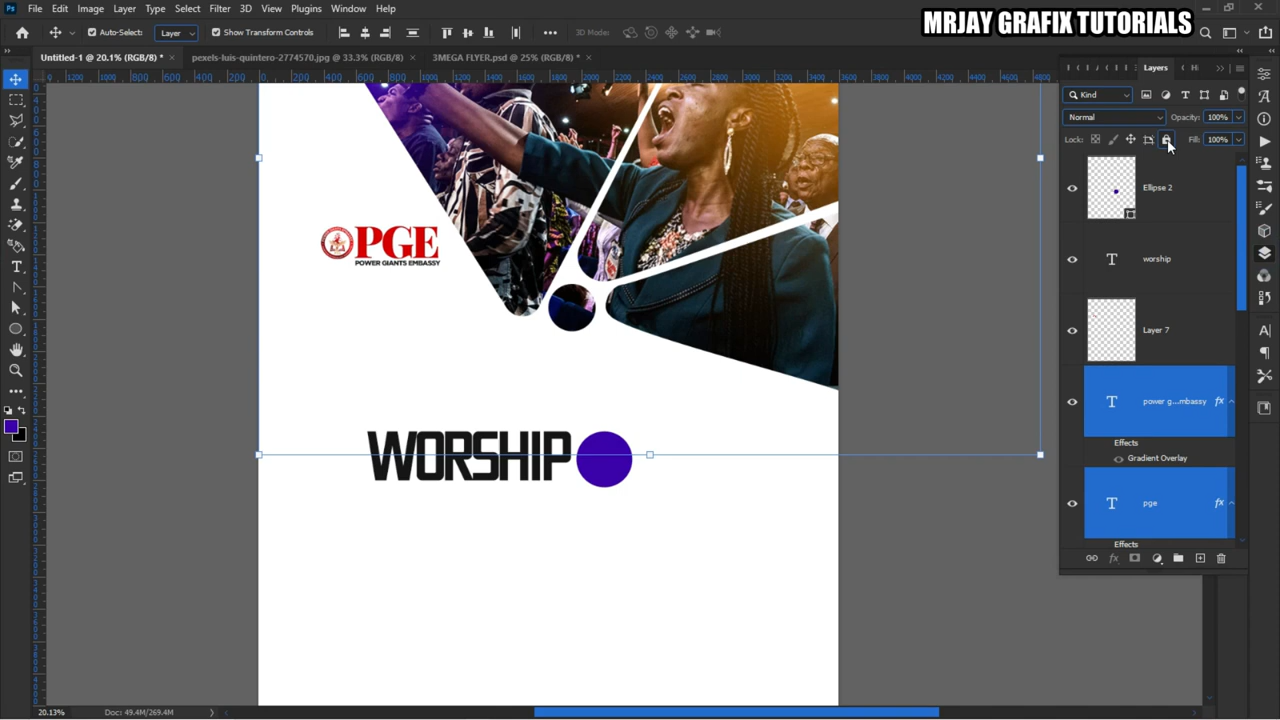 MRJAY GRAFIX TUTORIALS
Ps File Edit Image Layer Type Select Filter 3D View Plugins Window Help
Auto-Select: Layer Show Transform Controls 3D Mode:
Untitled-1 @ 20.1% (RGB/8) * × pexels-luis-quintero-2774570.jpg @ 33.3% (RGB/8) × 3MEGA FLYER.psd @ 25% (RGB/8) * ×
Layers
Kind
Normal Opacity: 100%
Lock: Fill: 100%
Ellipse 2
T worship
Layer 7
T power g...mbassy fx
Effects
Gradient Overlay
T pge fx
Effects
PGE
POWER GIANTS EMBASSY
WORSHIP
20.13% Doc: 49.4M/269.4M